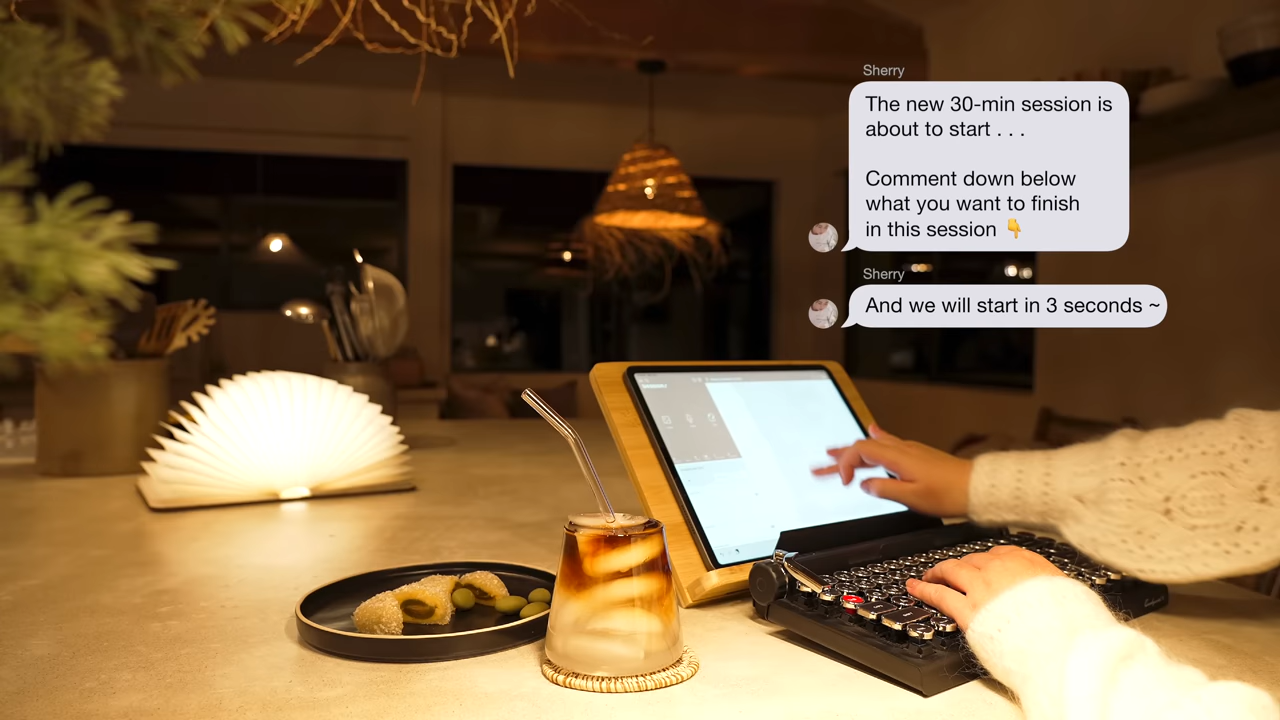 Sherry
The new 30-min session is
about to start . . .
Comment down below
what you want to finish
in this session 👇
Sherry
And we will start in 3 seconds ~